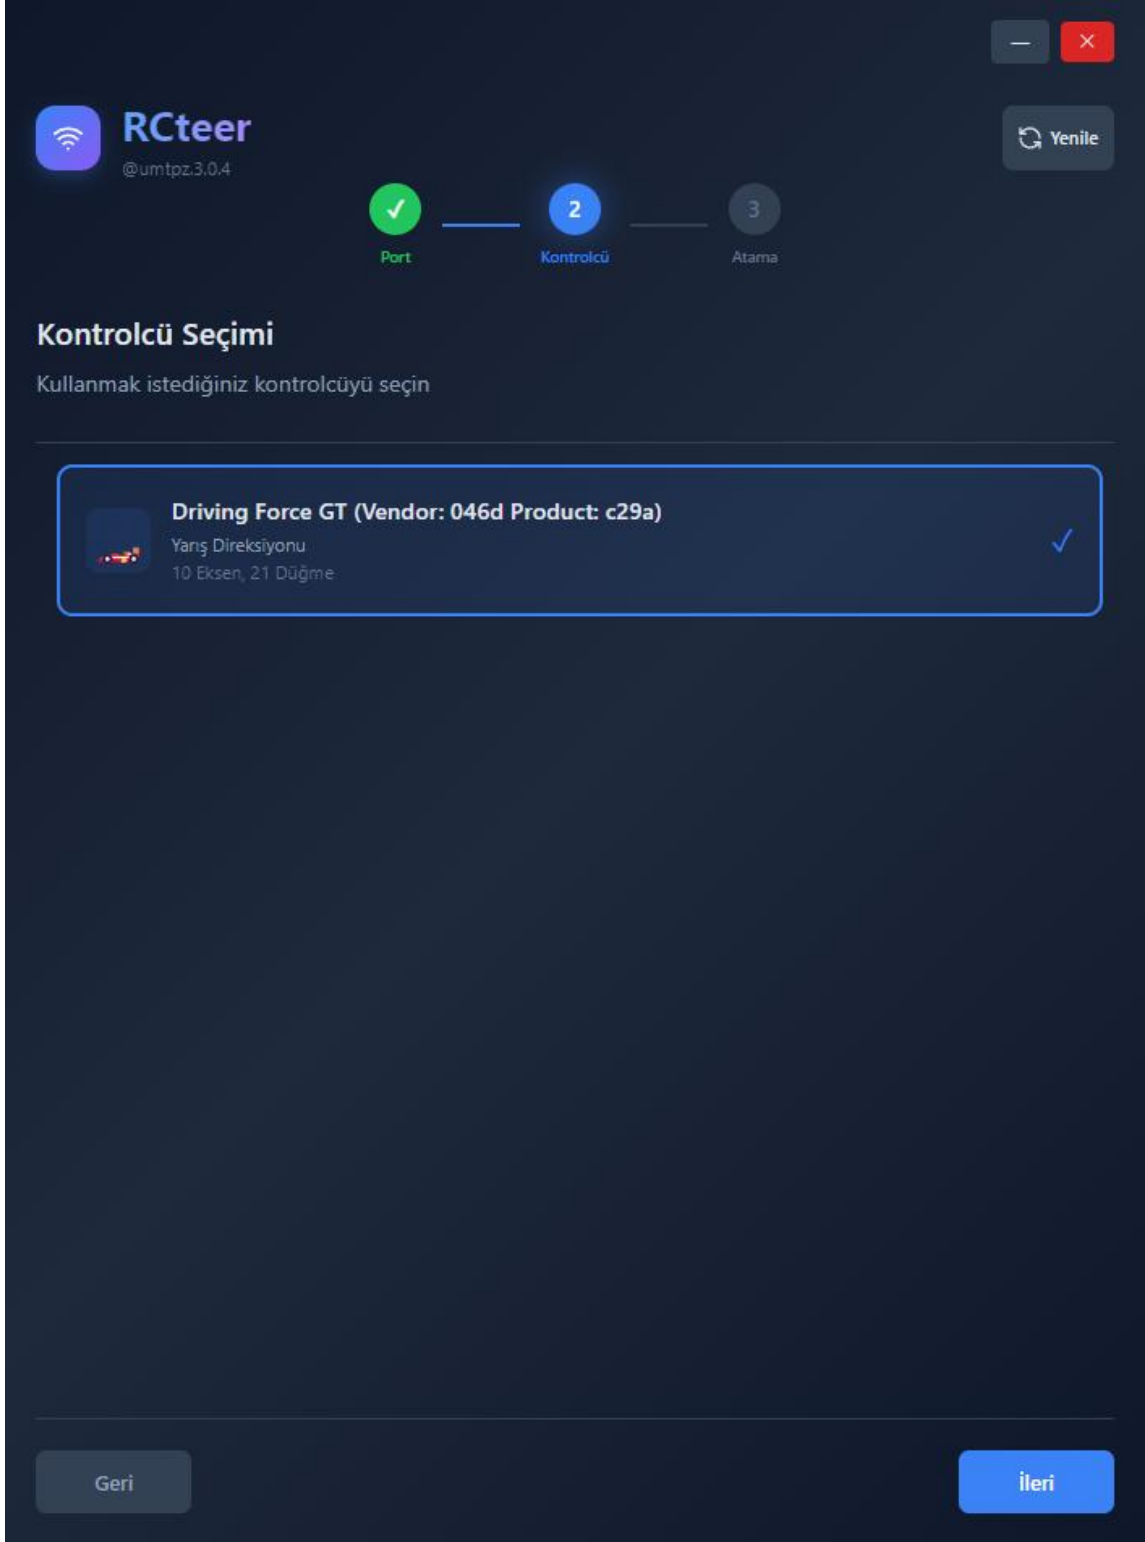 RCteer
@umtpz.3.0.4
Yenile
✓ 2 3
Port Kontrolcü Atama
Kontrolcü Seçimi
Kullanmak istediğiniz kontrolcüyü seçin
Driving Force GT (Vendor: 046d Product: c29a)
Yarış Direksiyonu
10 Eksen, 21 Düğme
Geri
İleri